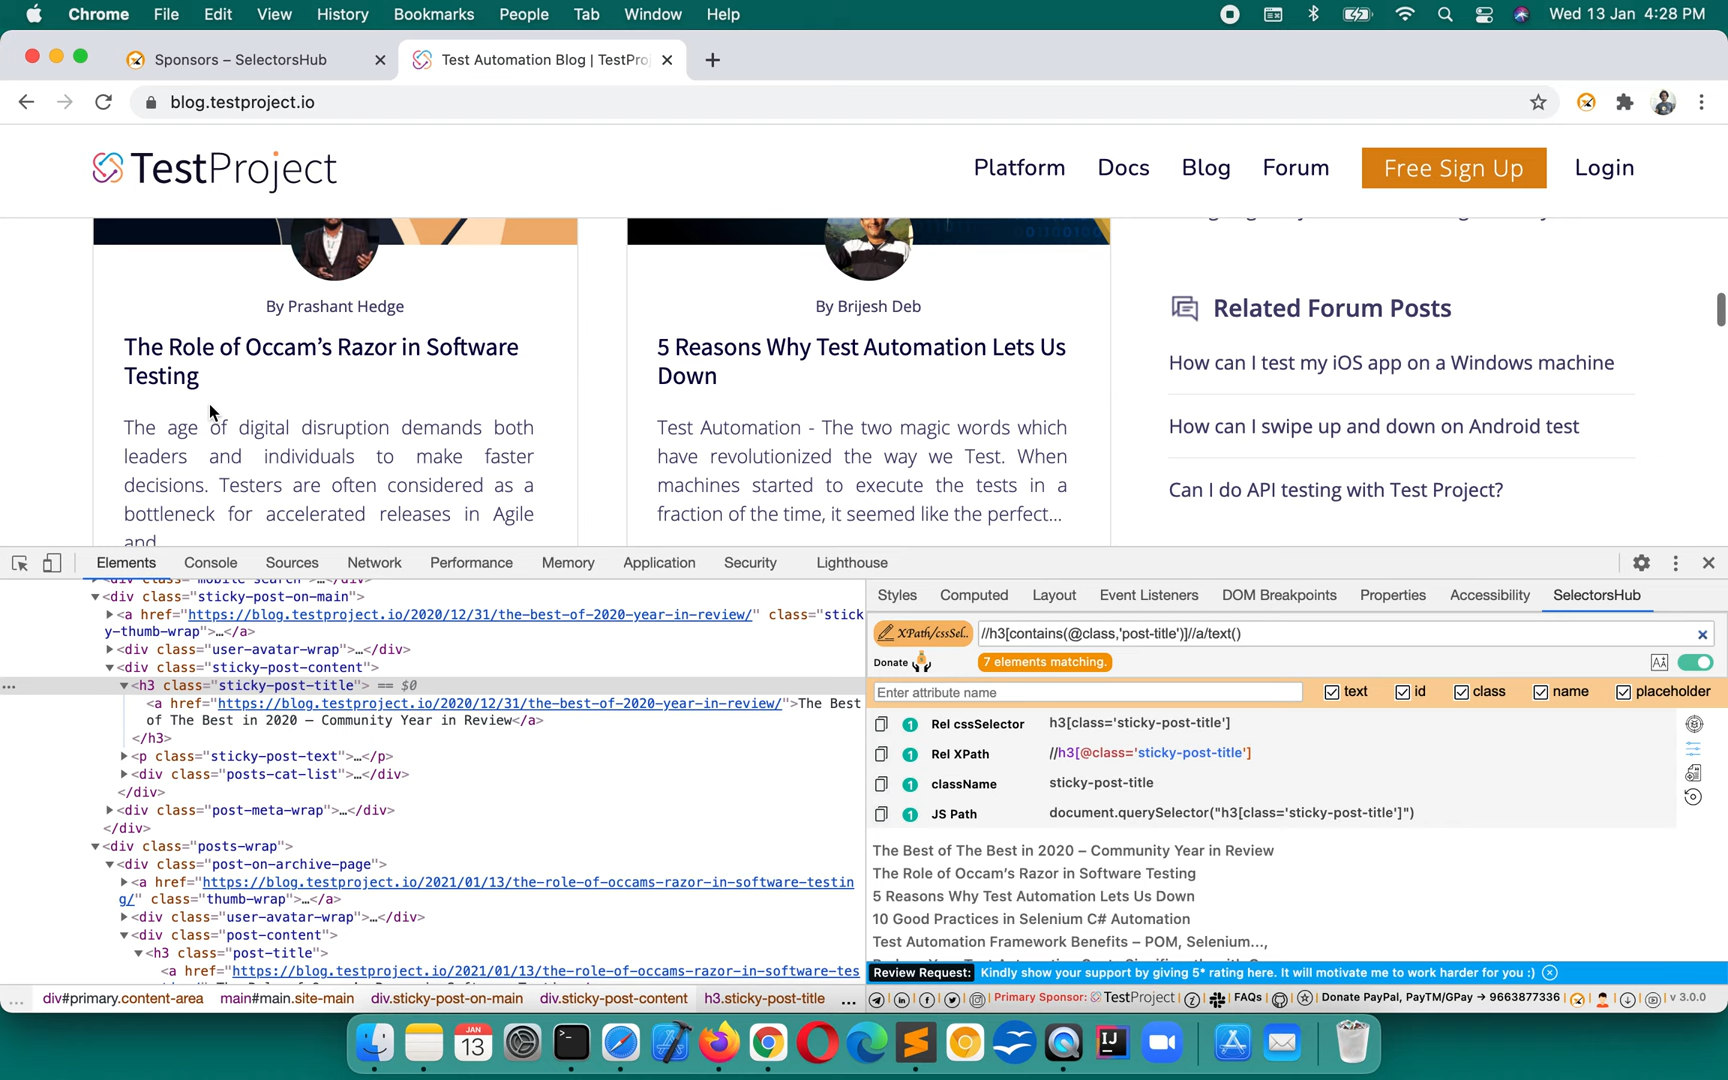 Chrome File Edit View History Bookmarks People Tab Window Help Wed 13 Jan 4:28 PM
Sponsors – SelectorsHub
Test Automation Blog | TestPro
blog.testproject.io
TestProject
Platform Docs Blog Forum Free Sign Up Login
By Prashant Hedge
The Role of Occam’s Razor in Software
Testing
The age of digital disruption demands both
leaders and individuals to make faster
decisions. Testers are often considered as a
bottleneck for accelerated releases in Agile
and
By Brijesh Deb
5 Reasons Why Test Automation Lets Us
Down
Test Automation - The two magic words which
have revolutionized the way we Test. When
machines started to execute the tests in a
fraction of the time, it seemed like the perfect...
Related Forum Posts
How can I test my iOS app on a Windows machine
How can I swipe up and down on Android test
Can I do API testing with Test Project?
Elements Console Sources Network Performance Memory Application Security Lighthouse
<div class="mobile-search">…</div>
▼<div class="sticky-post-on-main">
▶<a href="https://blog.testproject.io/2020/12/31/the-best-of-2020-year-in-review/" class="stick
y-thumb-wrap">…</a>
▶<div class="user-avatar-wrap">…</div>
▼<div class="sticky-post-content">
… ▼<h3 class="sticky-post-title"> == $0
<a href="https://blog.testproject.io/2020/12/31/the-best-of-2020-year-in-review/">The Best
of The Best in 2020 – Community Year in Review</a>
</h3>
▶<p class="sticky-post-text">…</p>
▶<div class="posts-cat-list">…</div>
</div>
▶<div class="post-meta-wrap">…</div>
</div>
▼<div class="posts-wrap">
▼<div class="post-on-archive-page">
▶<a href="https://blog.testproject.io/2021/01/13/the-role-of-occams-razor-in-software-testin
g/" class="thumb-wrap">…</a>
▶<div class="user-avatar-wrap">…</div>
▼<div class="post-content">
▼<h3 class="post-title">
<a href="https://blog.testproject.io/2021/01/13/the-role-of-occams-razor-in-software-tes
… div#primary.content-area main#main.site-main div.sticky-post-on-main div.sticky-post-content h3.sticky-post-title …
Styles Computed Layout Event Listeners DOM Breakpoints Properties Accessibility SelectorsHub
XPath/cssSel.. //h3[contains(@class,'post-title')]//a/text()
Donate 7 elements matching.
Enter attribute name text id class name placeholder
1 Rel cssSelector h3[class='sticky-post-title']
1 Rel XPath //h3[@class='sticky-post-title']
1 className sticky-post-title
1 JS Path document.querySelector("h3[class='sticky-post-title']")
The Best of The Best in 2020 – Community Year in Review
The Role of Occam’s Razor in Software Testing
5 Reasons Why Test Automation Lets Us Down
10 Good Practices in Selenium C# Automation
Test Automation Framework Benefits – POM, Selenium...,
Review Request: Kindly show your support by giving 5* rating here. It will motivate me to work harder for you :)
Primary Sponsor: TestProject | FAQs | Donate PayPal, PayTM/GPay → 9663877336 v 3.0.0
JAN
13